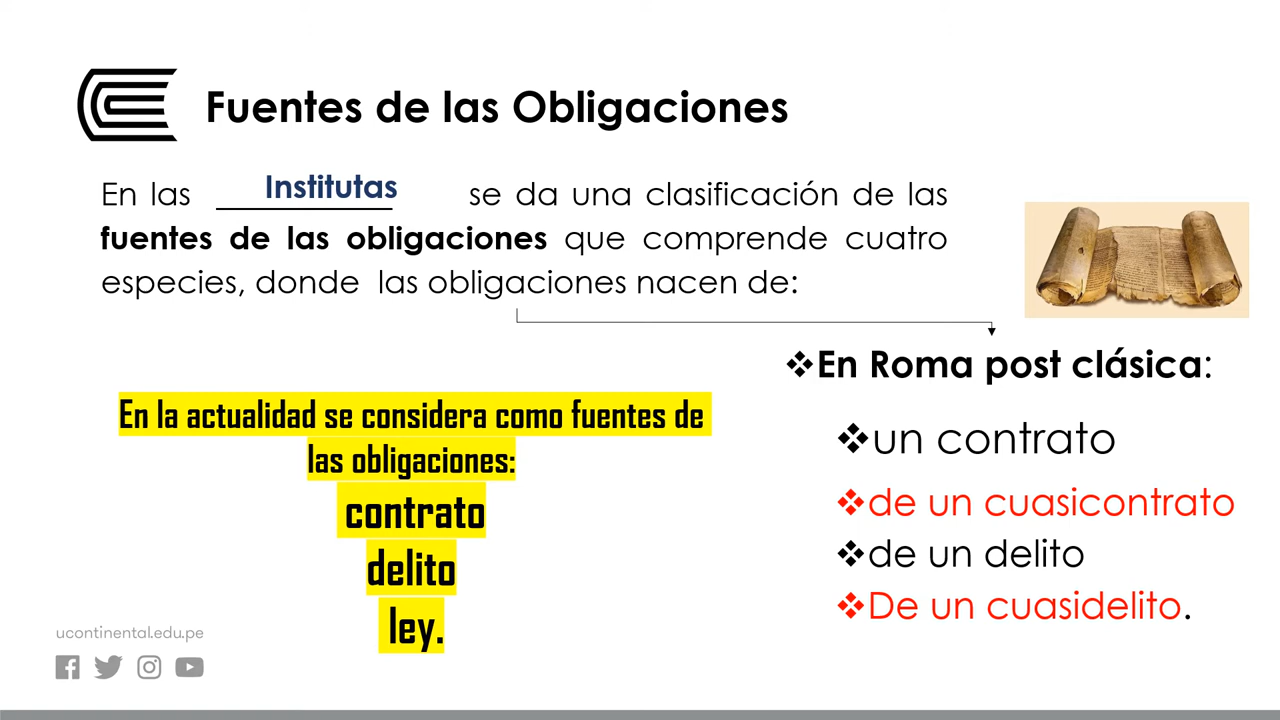 Fuentes de las Obligaciones
En las Institutas se da una clasificación de las
fuentes de las obligaciones que comprende cuatro
especies, donde las obligaciones nacen de:
En Roma post clásica:
un contrato
de un cuasicontrato
de un delito
De un cuasidelito.
En la actualidad se considera como fuentes de
las obligaciones:
contrato
delito
ley.
ucontinental.edu.pe